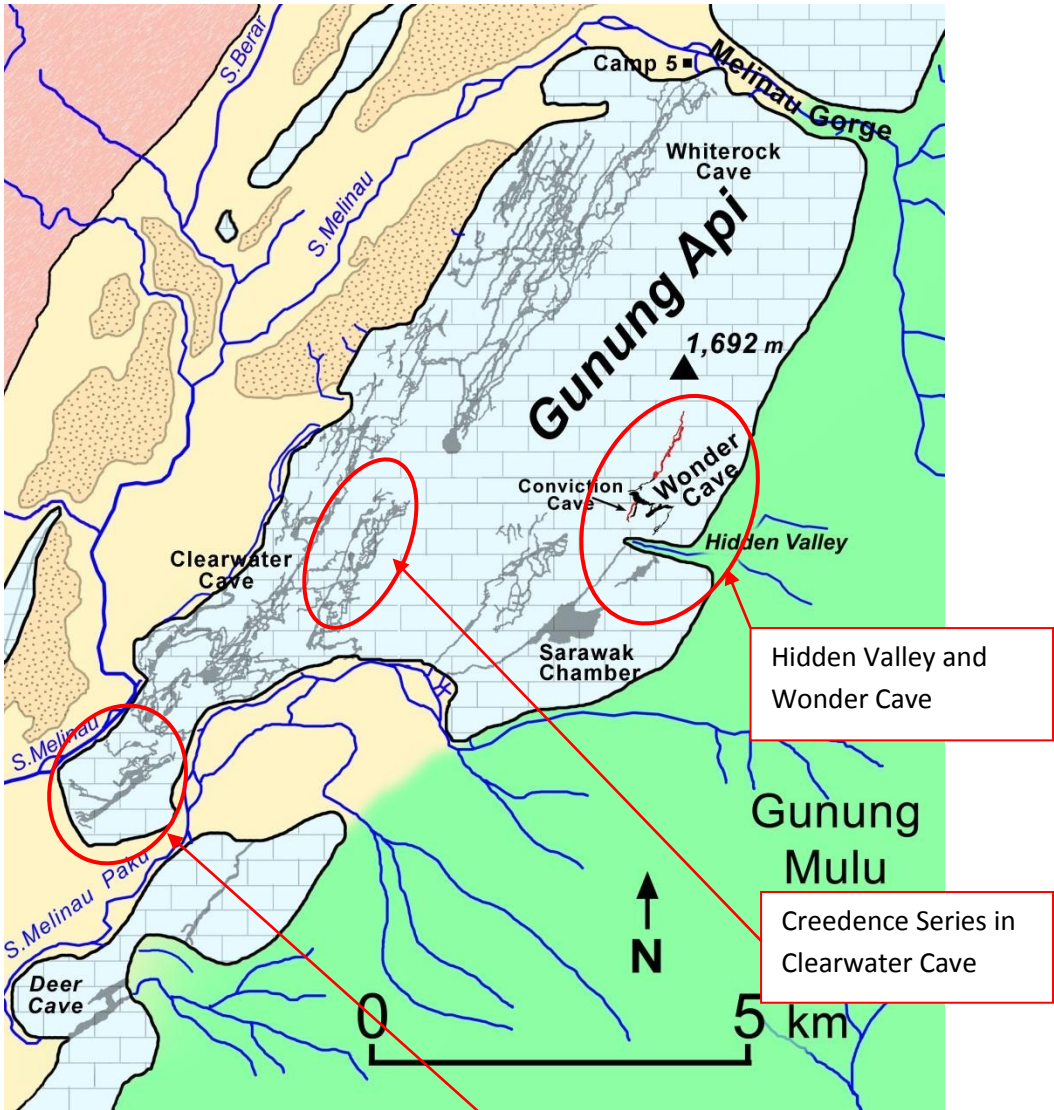 S.Berar
Camp 5
Melinau Gorge
Whiterock
Cave
S.Melinau
Gunung Api
1,692 m
Conviction
Cave
Wonder
Cave
Hidden Valley
Clearwater
Cave
Sarawak
Chamber
Hidden Valley and
Wonder Cave
S.Melinau
Gunung
Mulu
S.Melinau Paku
Creedence Series in
Clearwater Cave
N
Deer
Cave
0 5 km